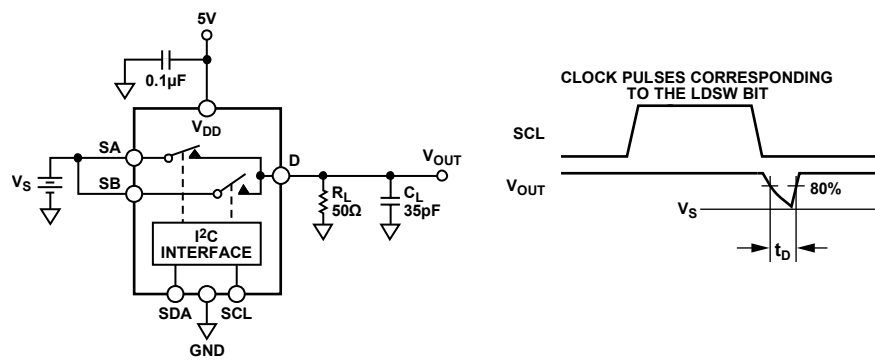 5V
0.1µF
VDD
SA
SB
D
VOUT
VS
RL
50Ω
CL
35pF
I2C
INTERFACE
SDA
SCL
GND
CLOCK PULSES CORRESPONDING
TO THE LDSW BIT
SCL
VOUT
80%
VS
tD